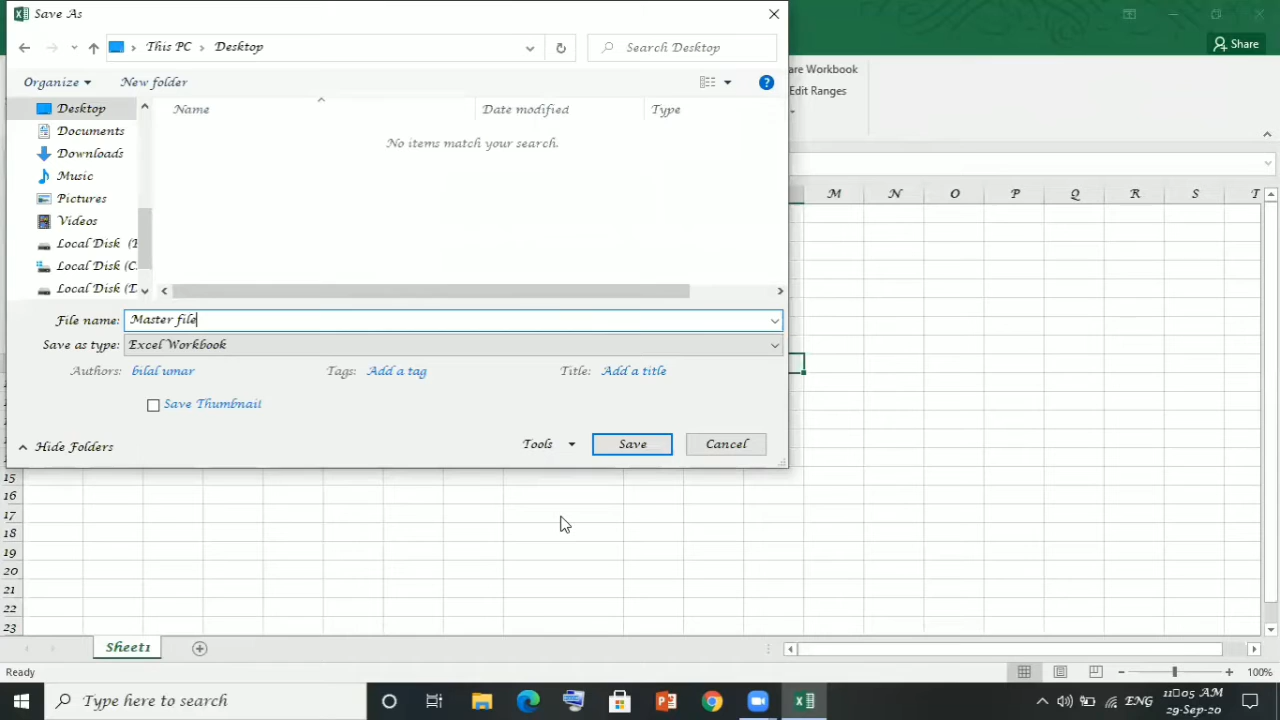 Save As
Share
This PC > Desktop
Search Desktop
Organize
New folder
are Workbook
Edit Ranges
Desktop
Name
Date modified
Type
Documents
No items match your search.
Downloads
Music
Pictures
Videos
Local Disk (E
Local Disk (C:
Local Disk (D
M N O P Q R S T
File name: Master file
Save as type: Excel Workbook
Authors: bilal umar Tags: Add a tag Title: Add a title
Save Thumbnail
Hide Folders
Tools
Save
Cancel
15
16
17
18
19
20
21
22
23
Sheet1
Ready
100%
Type here to search
ENG
11:05 AM
29-Sep-20